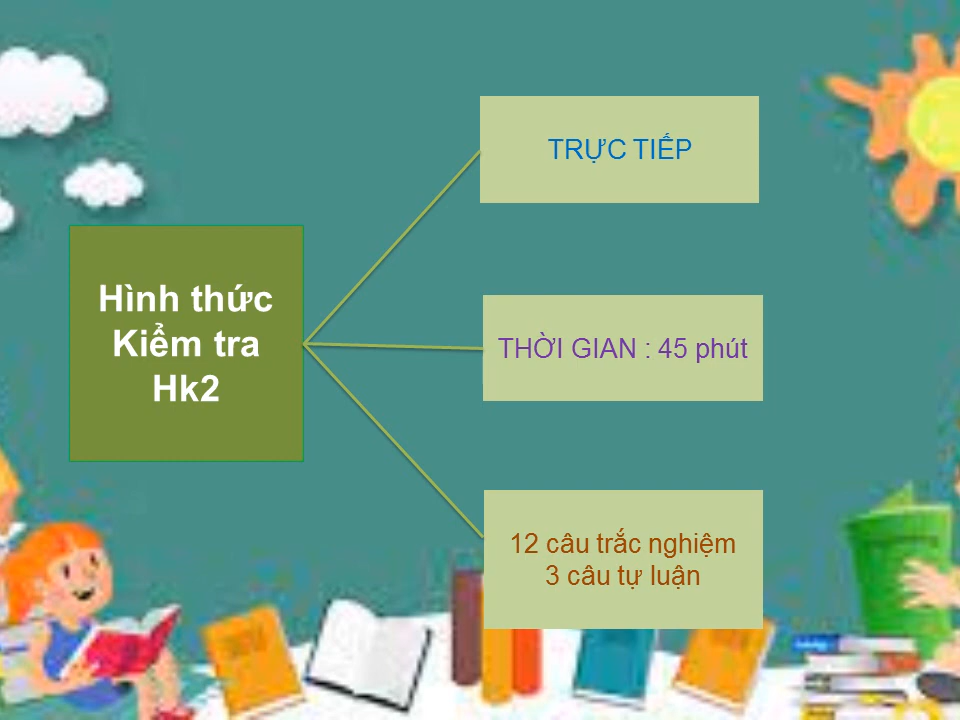 Hình thức
Kiểm tra
Hk2
TRỰC TIẾP
THỜI GIAN : 45 phút
12 câu trắc nghiệm
3 câu tự luận